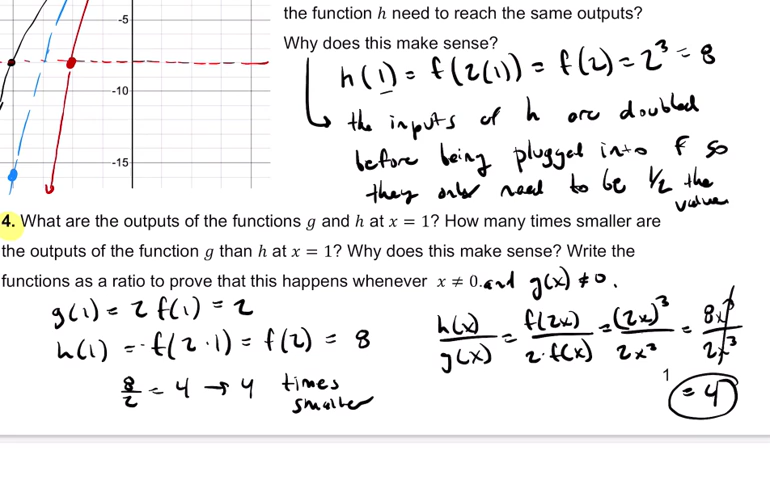 -5
-10
-15
the function h need to reach the same outputs?
Why does this make sense?
h(1) = f(2(1)) = f(2) = 2³ = 8
the inputs of h are doubled
before being plugged into f so
they only need to be 1/2 the
value
4. What are the outputs of the functions g and h at x = 1? How many times smaller are
the outputs of the function g than h at x = 1? Why does this make sense? Write the
functions as a ratio to prove that this happens whenever x ≠ 0. and g(x) ≠ 0.
g(1) = 2 f(1) = 2
h(1) = f(2·1) = f(2) = 8
8/2 = 4 → 4 times
smaller
h(x)/g(x) = f(2x)/2·f(x) = (2x)³/2x³ = 8x³/2x³
1
= 4